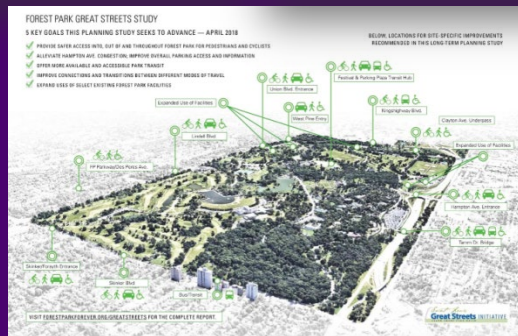 FOREST PARK GREAT STREETS STUDY
5 KEY GOALS THIS PLANNING STUDY SEEKS TO ADVANCE — APRIL 2018
PROVIDE SAFER ACCESS INTO, OUT OF AND THROUGHOUT FOREST PARK FOR PEDESTRIANS AND CYCLISTS
ALLEVIATE HAMPTON AVE. CONGESTION; IMPROVE OVERALL PARKING ACCESS AND INFORMATION
OFFER MORE AVAILABLE AND ACCESSIBLE PARK TRANSIT
IMPROVE CONNECTIONS AND TRANSITIONS BETWEEN DIFFERENT MODES OF TRAVEL
EXPAND USES OF SELECT EXISTING FOREST PARK FACILITIES
BELOW, LOCATIONS FOR SITE-SPECIFIC IMPROVEMENTS
RECOMMENDED IN THIS LONG-TERM PLANNING STUDY
Festival & Parking Plaza Transit Hub
Union Blvd. Entrance
Expanded Use of Facilities
Kingshighway Blvd.
West Pine Entry
Clayton Ave. Underpass
Lindell Blvd.
Expanded Use of Facilities
FP Parkway/Des Peres Ave.
Hampton Ave. Entrance
Tamm St. Bridge
Skinker/Forsyth Entrance
Skinker Blvd.
VISIT FORESTPARKFOREVER.ORG/GREATSTREETS FOR THE COMPLETE REPORT.
Great Streets INITIATIVE